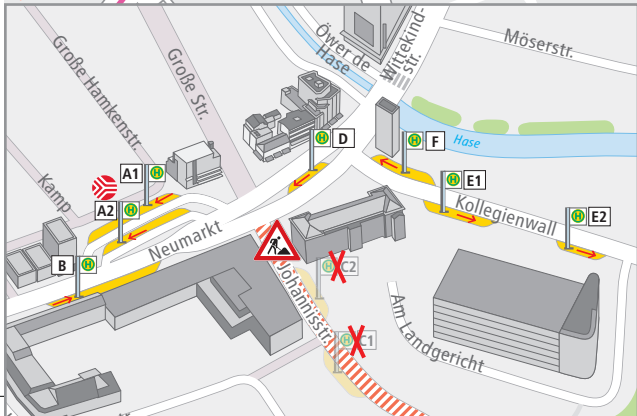 Öwer de
Hase
Wittekind-
str.
Möserstr.
Große Hamkenstr.
Große Str.
Hase
Kamp
A1
H
A2
H
B
H
D
H
F
H
E1
H
E2
H
Kollegienwall
Neumarkt
Johannisstr.
H
C2
H
C1
Am Landgericht